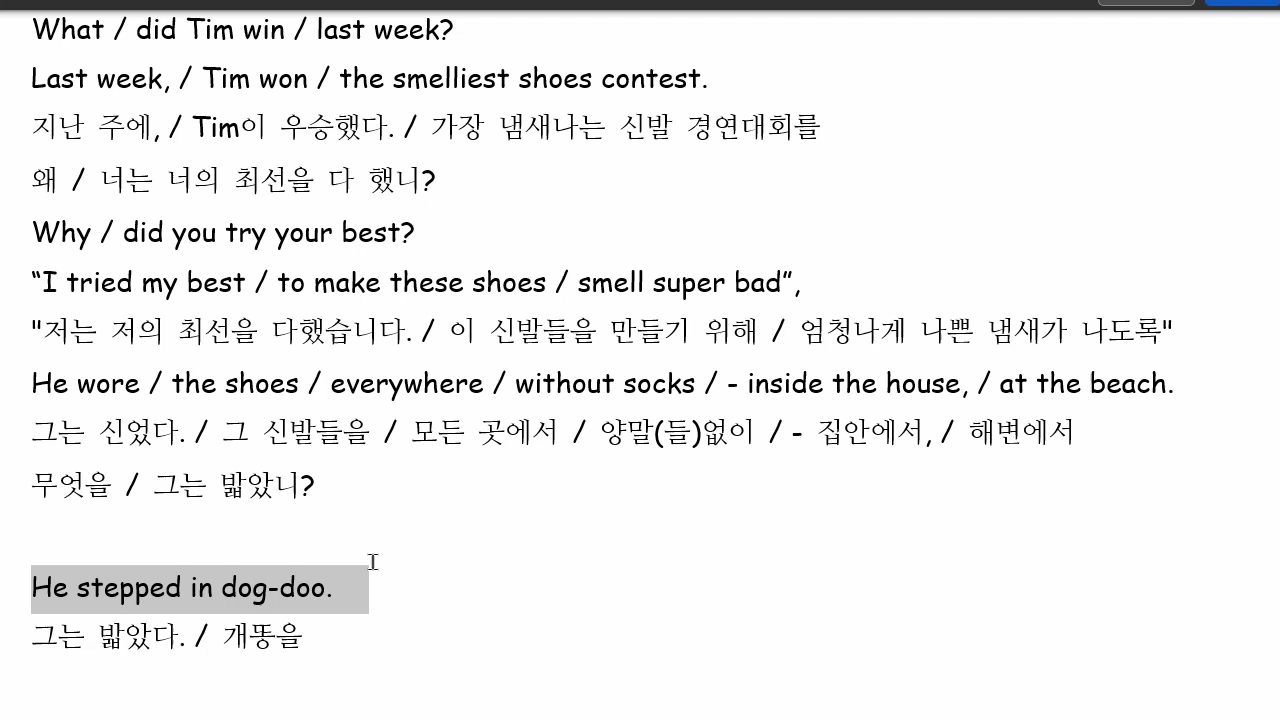 What / did Tim win / last week?
Last week, / Tim won / the smelliest shoes contest.
지난 주에, / Tim이 우승했다. / 가장 냄새나는 신발 경연대회를
왜 / 너는 너의 최선을 다 했니?
Why / did you try your best?
“I tried my best / to make these shoes / smell super bad”,
"저는 저의 최선을 다했습니다. / 이 신발들을 만들기 위해 / 엄청나게 나쁜 냄새가 나도록"
He wore / the shoes / everywhere / without socks / - inside the house, / at the beach.
그는 신었다. / 그 신발들을 / 모든 곳에서 / 양말(들)없이 / - 집안에서, / 해변에서
무엇을 / 그는 밟았니?
He stepped in dog-doo.
그는 밟았다. / 개똥을